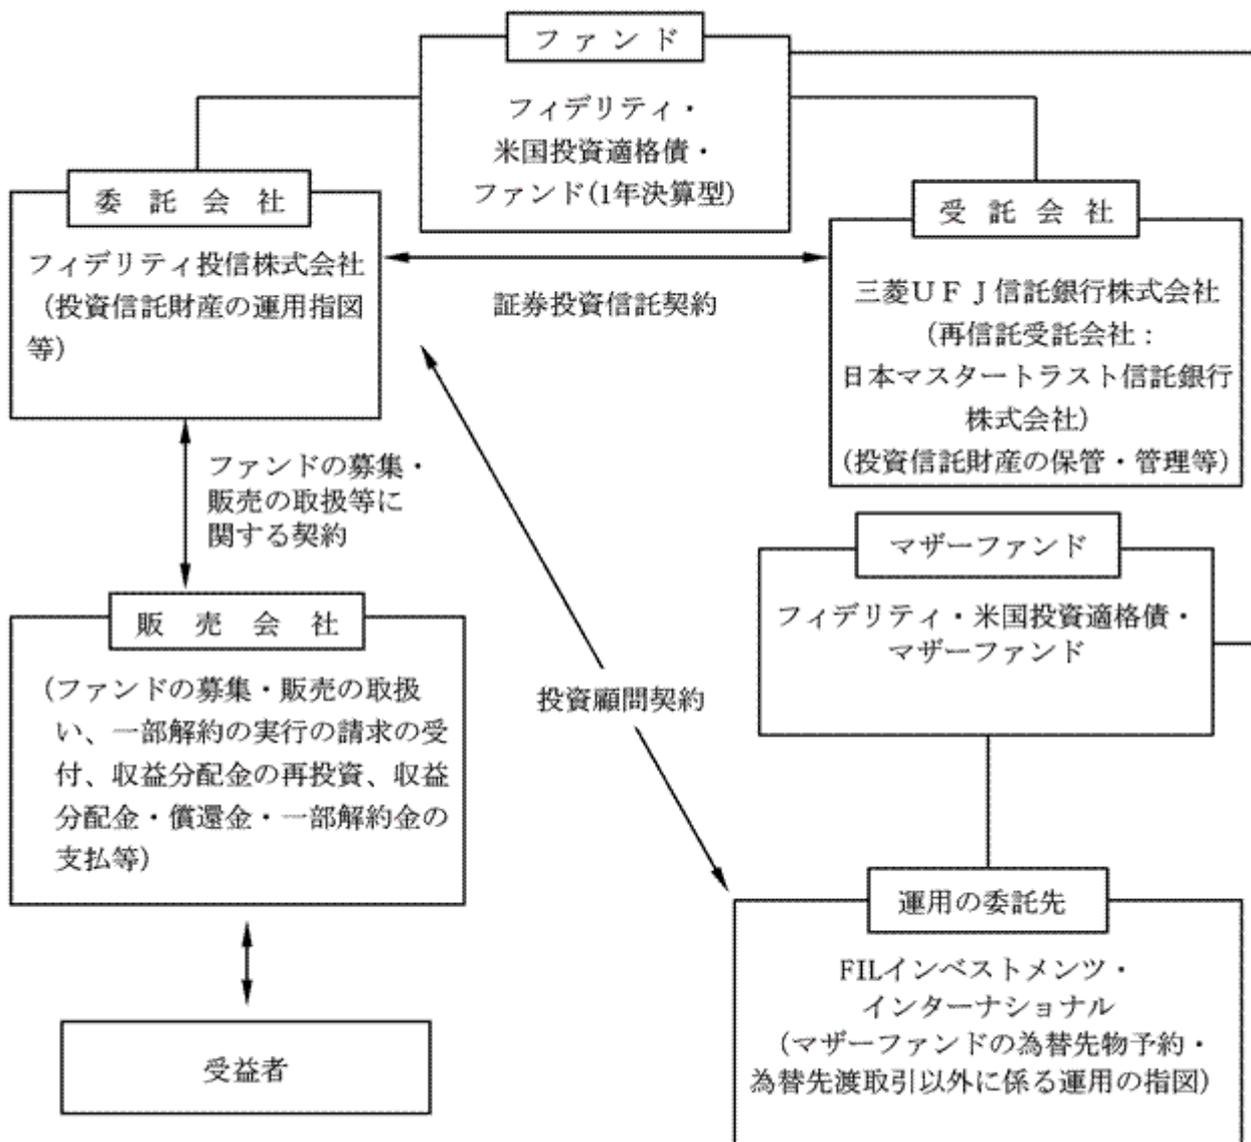 ファンド
フィデリティ・
米国投資適格債・
ファンド(1年決算型)
委託会社
フィデリティ投信株式会社
(投資信託財産の運用指図
等)
証券投資信託契約
受託会社
三菱UFJ信託銀行株式会社
(再信託受託会社:
日本マスタートラスト信託銀行
株式会社)
(投資信託財産の保管・管理等)
ファンドの募集・
販売の取扱等に
関する契約
マザーファンド
フィデリティ・米国投資適格債・
マザーファンド
販売会社
(ファンドの募集・販売の取扱
い、一部解約の実行の請求の受
付、収益分配金の再投資、収益
分配金・償還金・一部解約金の
支払等)
投資顧問契約
運用の委託先
FILインベストメンツ・
インターナショナル
(マザーファンドの為替先物予約・
為替先渡取引以外に係る運用の指図)
受益者